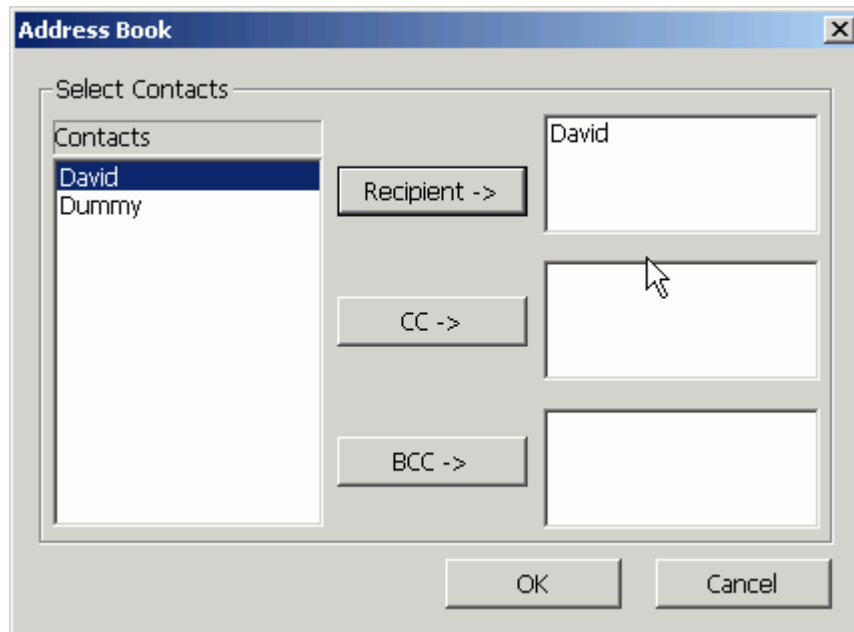 Address Book
Select Contacts
Contacts
David
Dummy
Recipient ->
David
CC ->
BCC ->
OK
Cancel